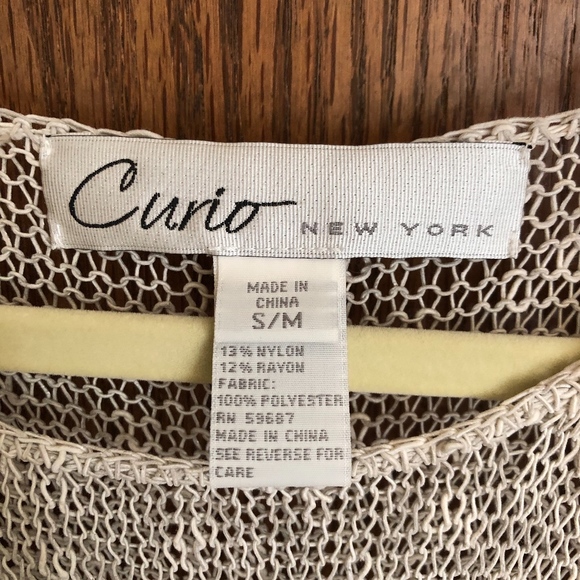 Curio NEW YORK
MADE IN
CHINA
S/M
13% NYLON
12% RAYON
FABRIC:
100% POLYESTER
RN 59687
MADE IN CHINA
SEE REVERSE FOR
CARE